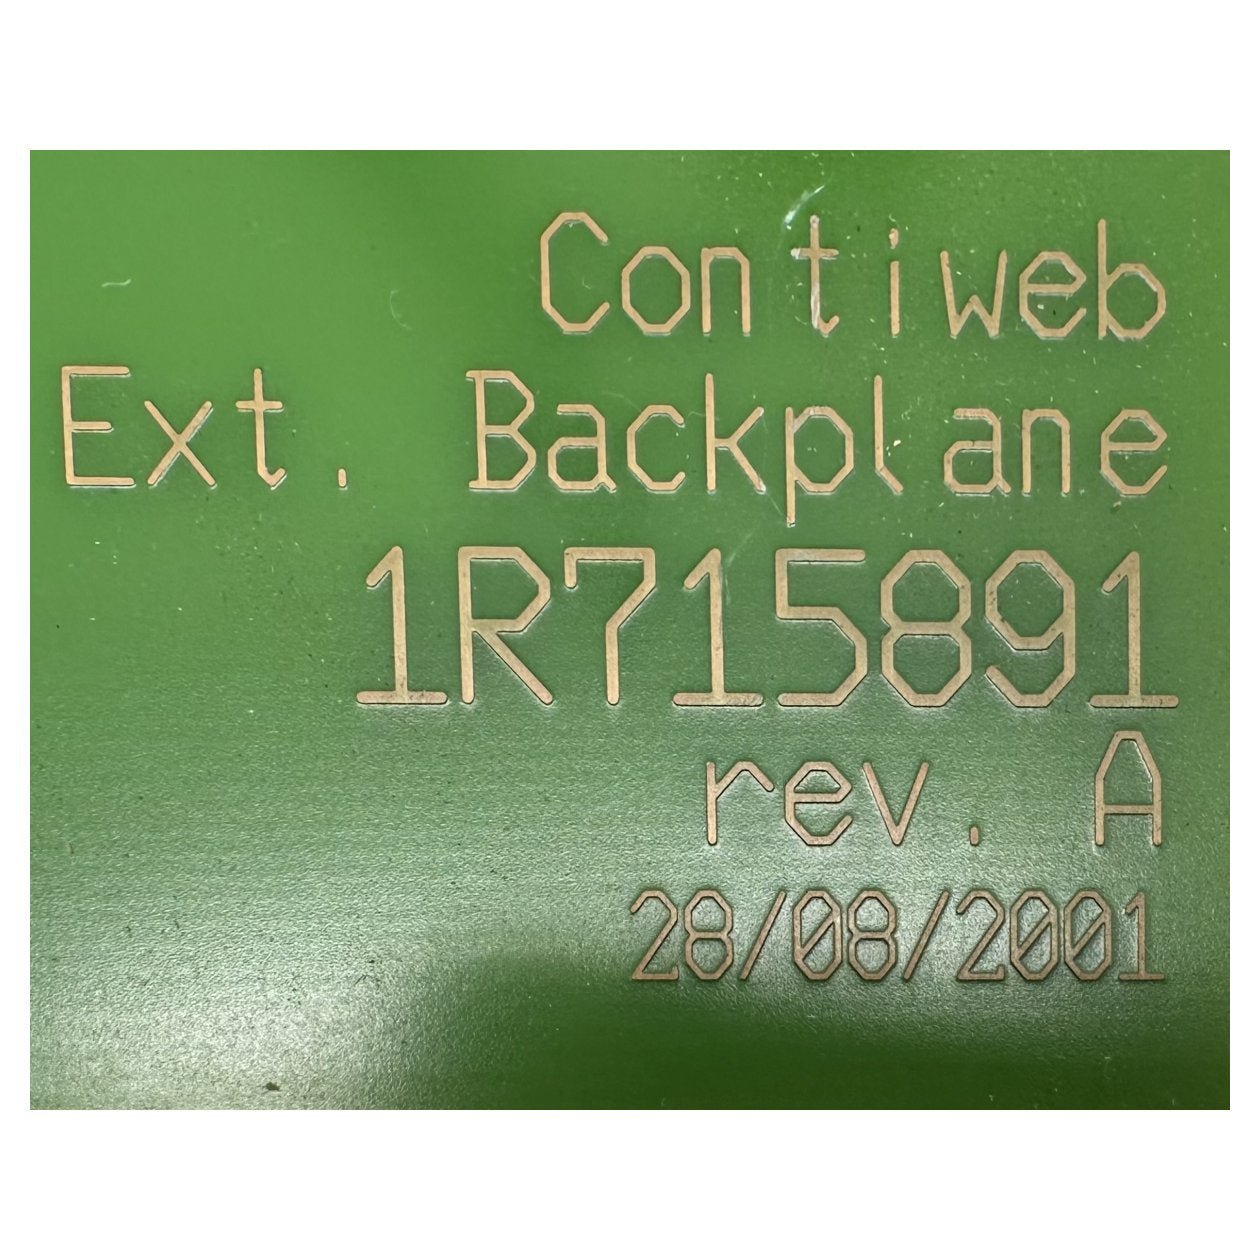 Contiweb
Ext. Backplane
1R715891
rev. A
28/08/2001